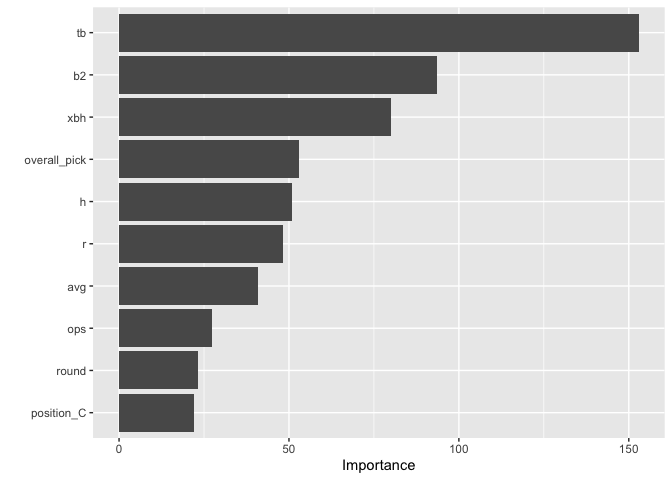 tb
b2
xbh
overall_pick
h
r
avg
ops
round
position_C
0 50 100 150
Importance